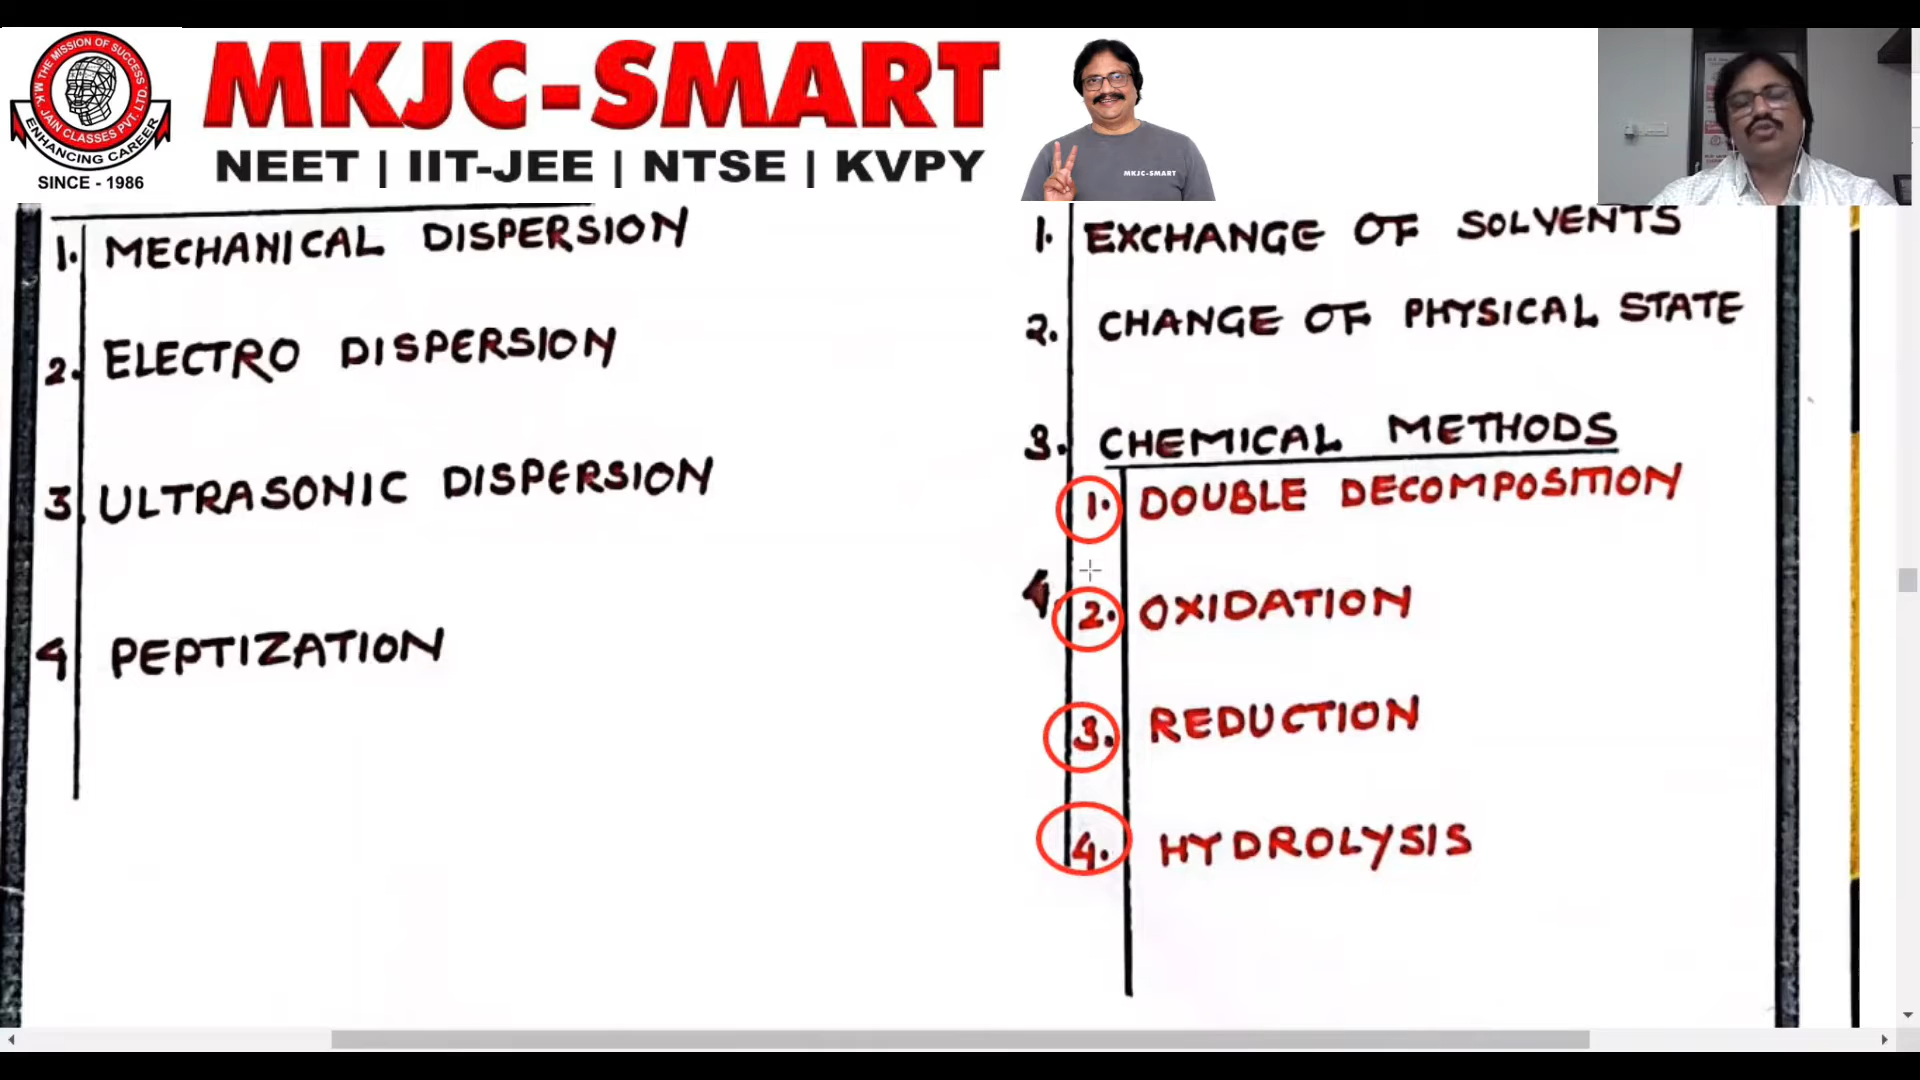 THE MISSION OF SUCCESS
M.K. JAIN CLASSES PVT. LTD.
ENHANCING CAREER
SINCE - 1986
MKJC-SMART
NEET | IIT-JEE | NTSE | KVPY
MKJC-SMART
1. MECHANICAL DISPERSION
2. ELECTRO DISPERSION
3. ULTRASONIC DISPERSION
4 PEPTIZATION
1. EXCHANGE OF SOLVENTS
2. CHANGE OF PHYSICAL STATE
3. CHEMICAL METHODS
1. DOUBLE DECOMPOSITION
4.
2. OXIDATION
3. REDUCTION
4. HYDROLYSIS